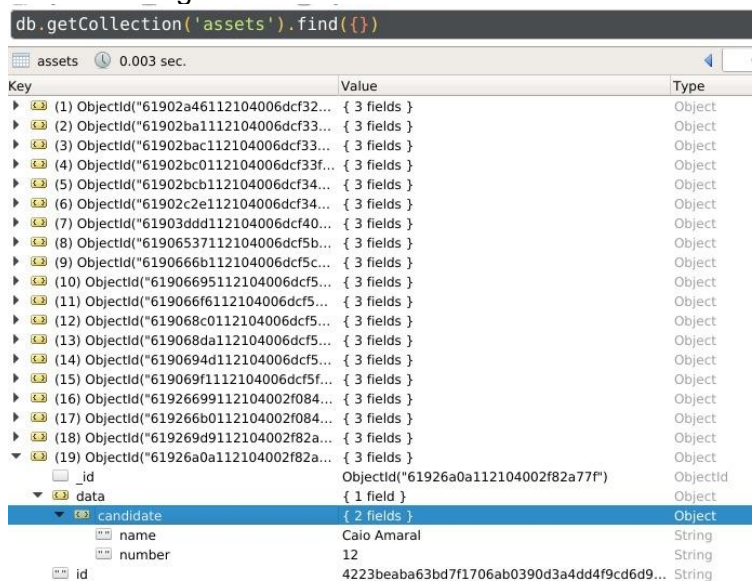 db.getCollection('assets').find({})
assets 0.003 sec.
Key Value Type
(1) ObjectId("61902a46112104006dcf32... { 3 fields } Object
(2) ObjectId("61902ba1112104006dcf33... { 3 fields } Object
(3) ObjectId("61902bac112104006dcf33... { 3 fields } Object
(4) ObjectId("61902bc0112104006dcf33f... { 3 fields } Object
(5) ObjectId("61902bcb112104006dcf34... { 3 fields } Object
(6) ObjectId("61902c2e112104006dcf34... { 3 fields } Object
(7) ObjectId("61903ddd112104006dcf40... { 3 fields } Object
(8) ObjectId("61906537112104006dcf5b... { 3 fields } Object
(9) ObjectId("6190666b112104006dcf5c... { 3 fields } Object
(10) ObjectId("61906695112104006dcf5... { 3 fields } Object
(11) ObjectId("619066f6112104006dcf5... { 3 fields } Object
(12) ObjectId("619068c0112104006dcf5... { 3 fields } Object
(13) ObjectId("619068da112104006dcf5... { 3 fields } Object
(14) ObjectId("6190694d112104006dcf5... { 3 fields } Object
(15) ObjectId("619069f1112104006dcf5f... { 3 fields } Object
(16) ObjectId("61926699112104002f084... { 3 fields } Object
(17) ObjectId("619266b0112104002f084... { 3 fields } Object
(18) ObjectId("619269d9112104002f82a... { 3 fields } Object
(19) ObjectId("61926a0a112104002f82a... { 3 fields } Object
_id ObjectId("61926a0a112104002f82a77f") ObjectId
data { 1 field } Object
candidate { 2 fields } Object
name Caio Amaral String
number 12 String
id 4223beaba63bd7f1706ab0390d3a4dd4f9cd6d9... String